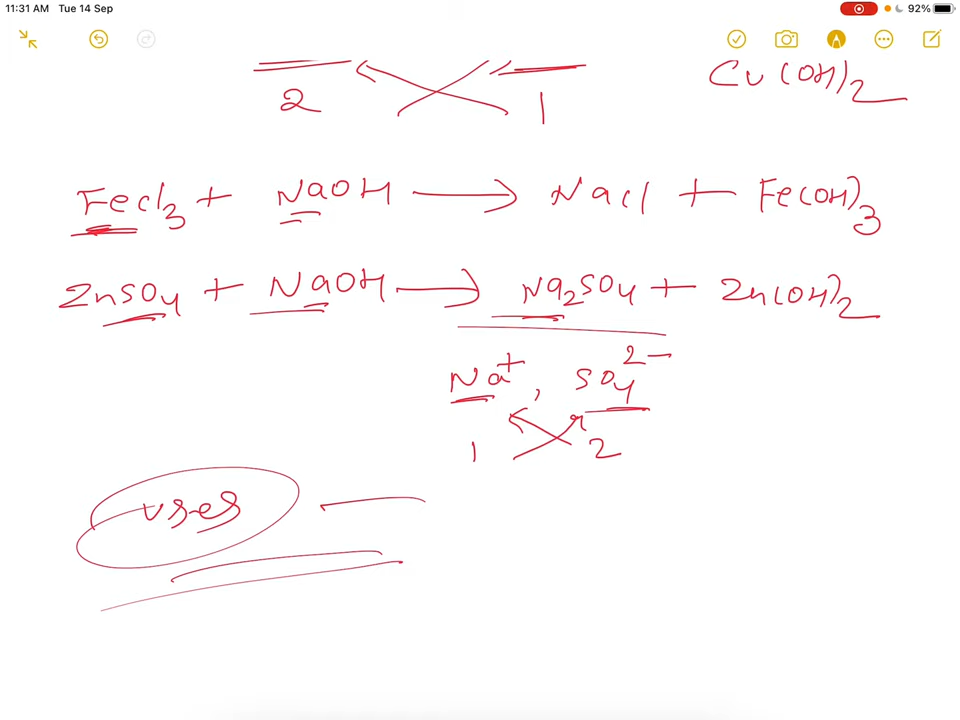 11:31 AM Tue 14 Sep 92%
2 1 Cu(OH)2
FeCl3 + NaOH → NaCl + Fe(OH)3
ZnSO4 + NaOH → Na2SO4 + Zn(OH)2
Na+, SO4 2-
1 2
uses